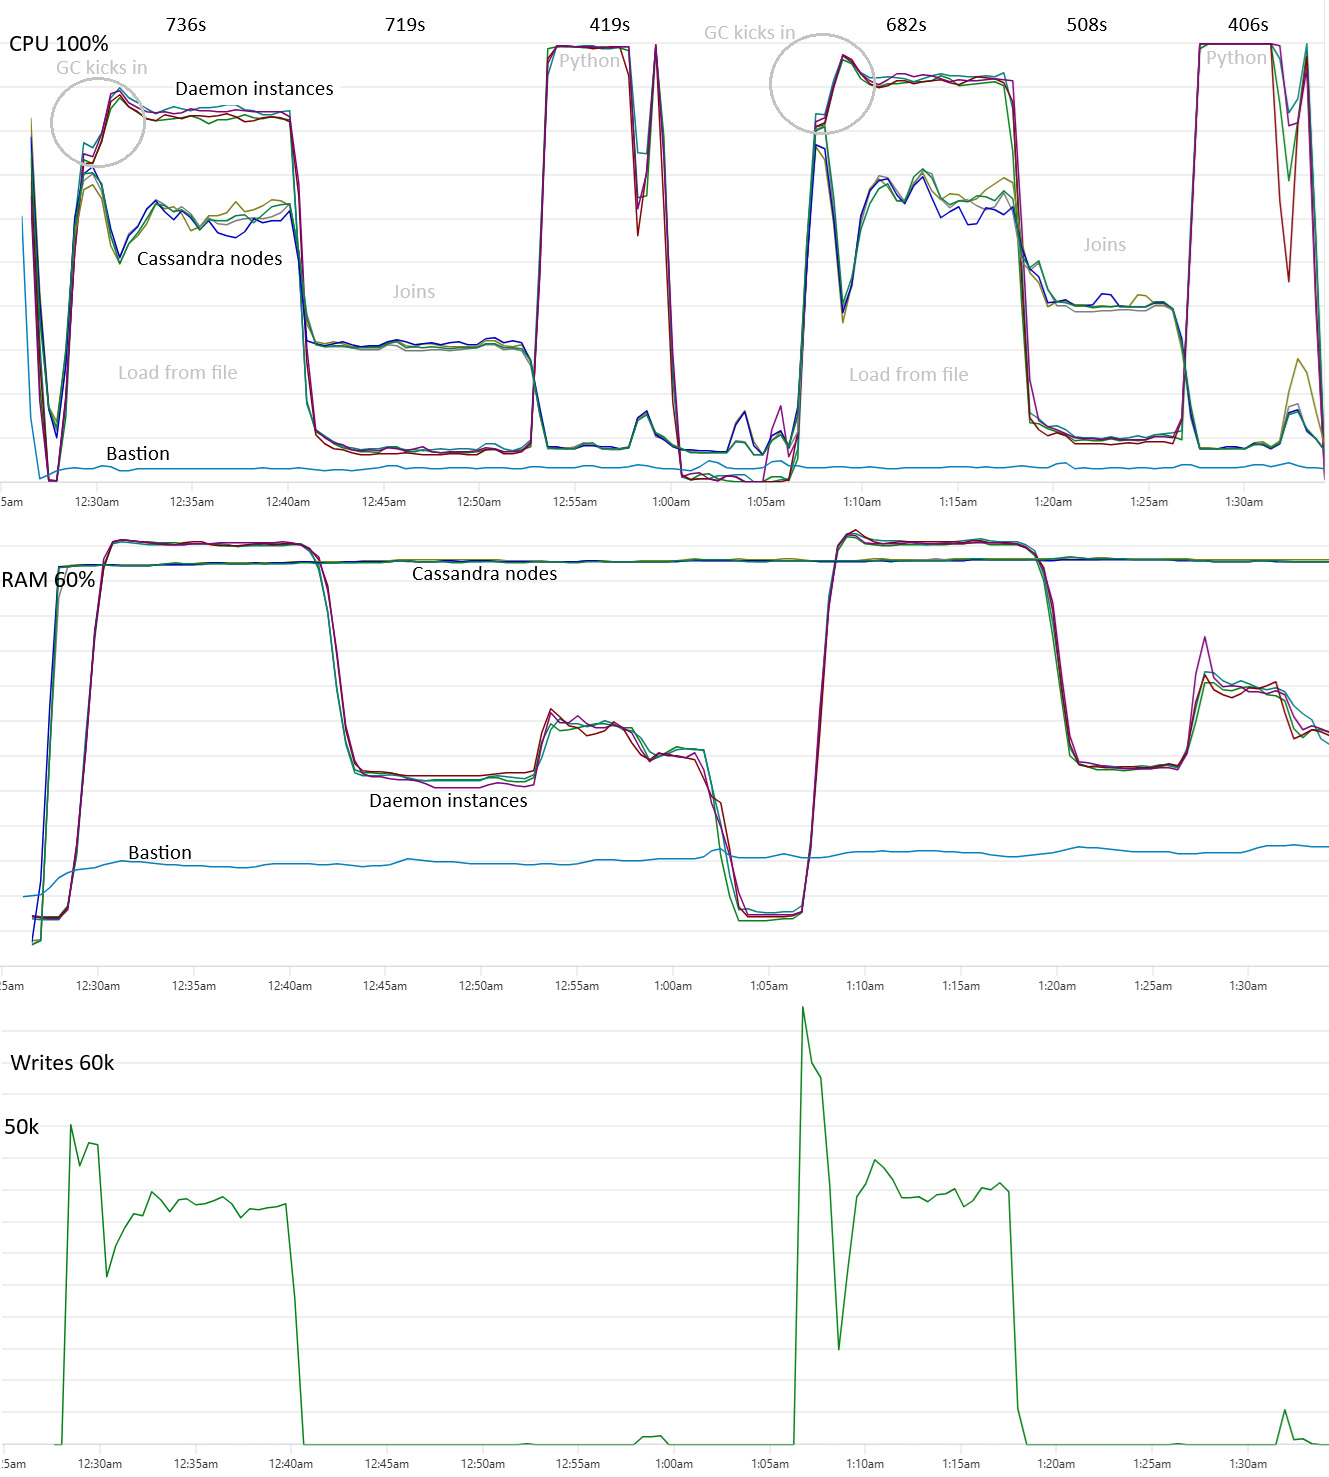 736s 719s 419s 682s 508s 406s
GC kicks in
CPU 100%
GC kicks in
Python
Python
Daemon instances
Joins
Cassandra nodes
Joins
Load from file
Load from file
Bastion
5am 12:30am 12:35am 12:40am 12:45am 12:50am 12:55am 1:00am 1:05am 1:10am 1:15am 1:20am 1:25am 1:30am
RAM 60%
Cassandra nodes
Daemon instances
Bastion
:5am 12:30am 12:35am 12:40am 12:45am 12:50am 12:55am 1:00am 1:05am 1:10am 1:15am 1:20am 1:25am 1:30am
Writes 60k
50k
5am 12:30am 12:35am 12:40am 12:45am 12:50am 12:55am 1:00am 1:05am 1:10am 1:15am 1:20am 1:25am 1:30am